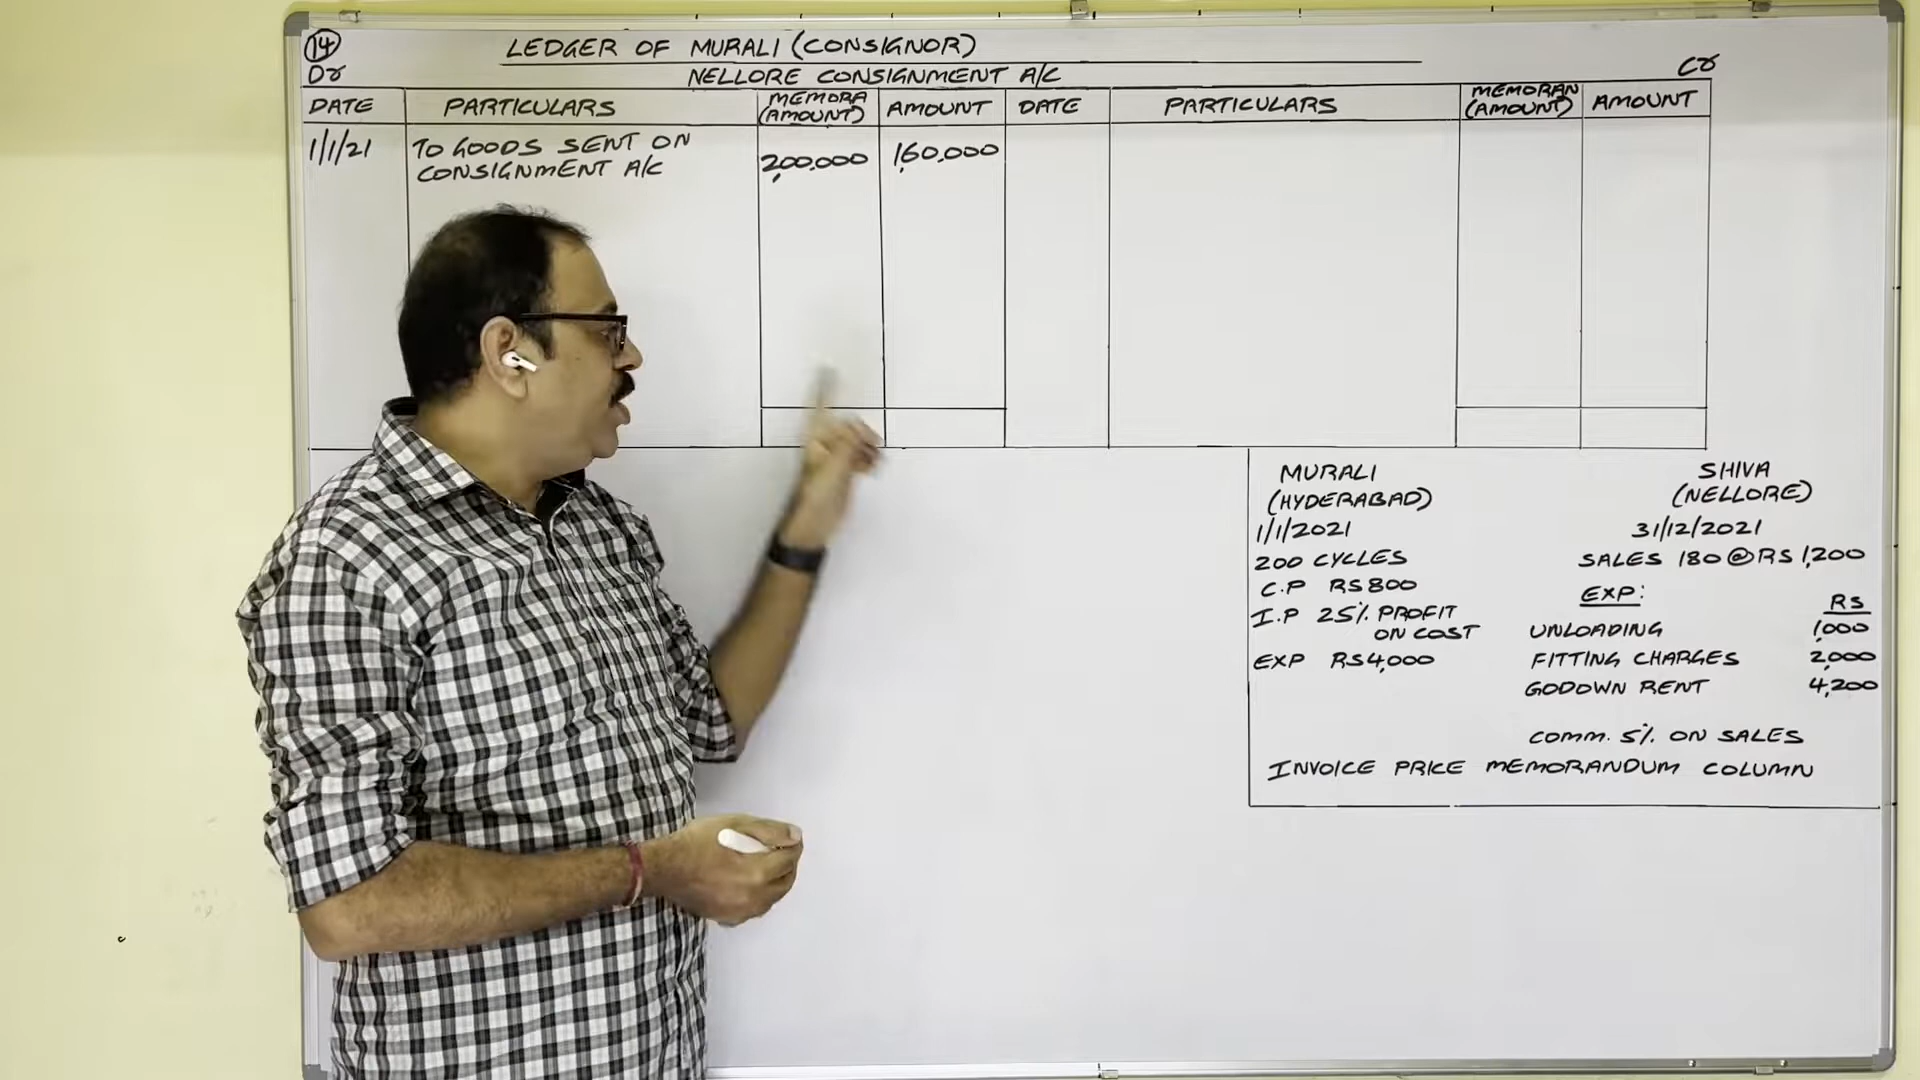 14
LEDGER OF MURALI (CONSIGNOR)
Dr
NELLORE CONSIGNMENT A/C
Cr
DATE PARTICULARS MEMORA (AMOUNT) AMOUNT DATE PARTICULARS MEMORAN (AMOUNT) AMOUNT
1/1/21 TO GOODS SENT ON CONSIGNMENT A/C 200,000 160,000
MURALI
(HYDERABAD)
1/1/2021
200 CYCLES
C.P RS 800
I.P 25% PROFIT
ON COST
EXP RS 4,000
SHIVA
(NELLORE)
31/12/2021
SALES 180 @ RS 1,200
EXP:
RS
UNLOADING 1,000
FITTING CHARGES 2,000
GODOWN RENT 4,200
COMM. 5% ON SALES
INVOICE PRICE MEMORANDUM COLUMN